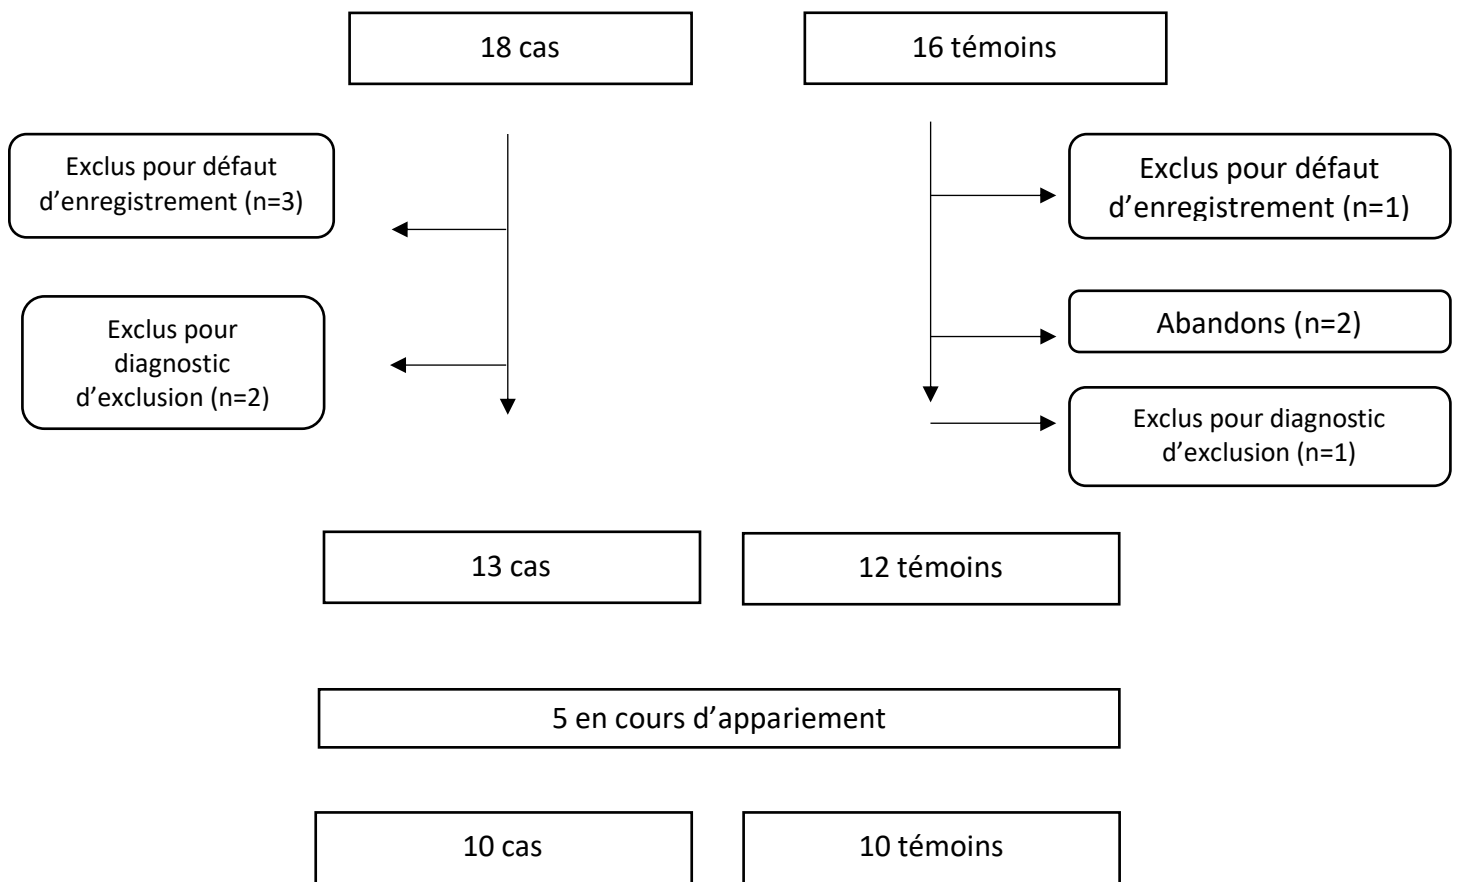 18 cas
16 témoins
Exclus pour défaut
d’enregistrement (n=3)
Exclus pour défaut
d’enregistrement (n=1)
Exclus pour
diagnostic
d’exclusion (n=2)
Abandons (n=2)
Exclus pour diagnostic
d’exclusion (n=1)
13 cas
12 témoins
5 en cours d’appariement
10 cas
10 témoins